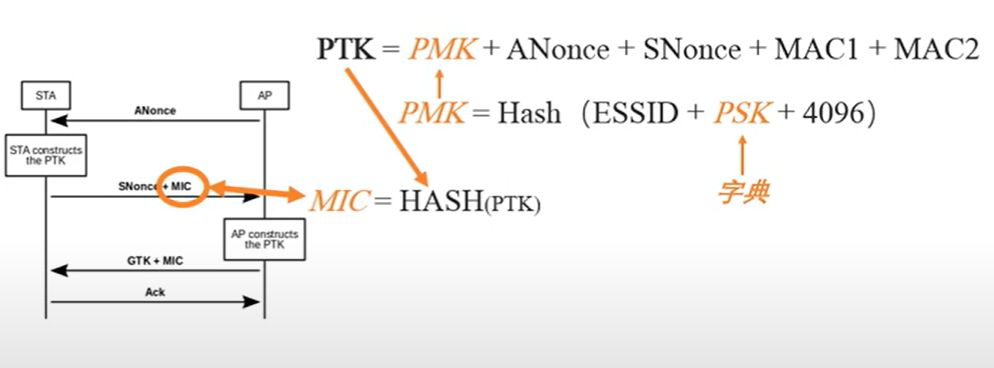 PTK = PMK + ANonce + SNonce + MAC1 + MAC2
PMK = Hash（ESSID + PSK + 4096）
字典
MIC = HASH(PTK)
STA
AP
ANonce
STA constructs
the PTK
SNonce + MIC
AP constructs
the PTK
GTK + MIC
Ack